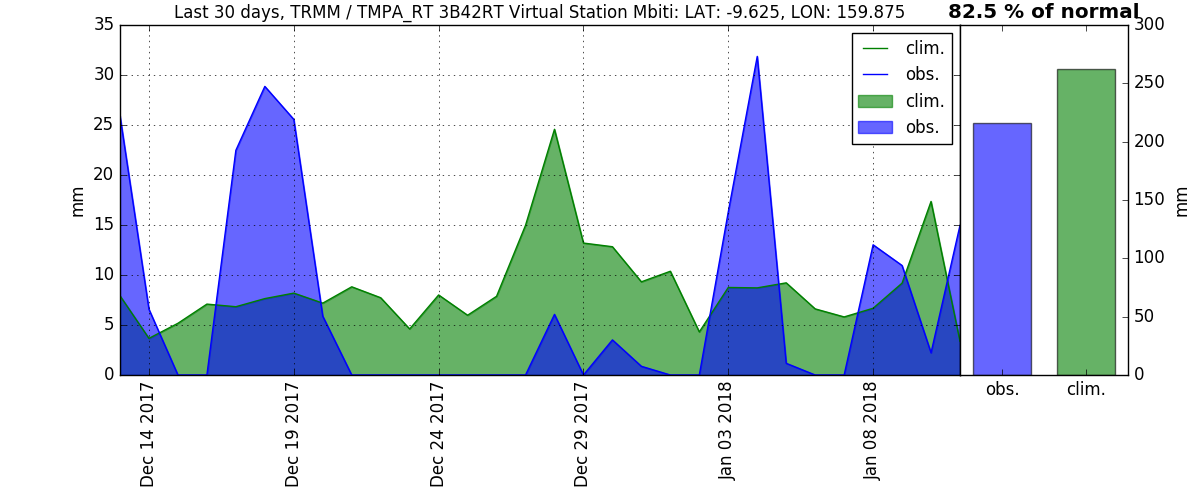 Last 30 days, TRMM / TMPA_RT 3B42RT Virtual Station Mbiti: LAT: -9.625, LON: 159.875
82.5 % of normal
35
30
25
20
15
10
5
0
mm
clim.
obs.
clim.
obs.
300
250
200
150
100
50
0
mm
Dec 14 2017
Dec 19 2017
Dec 24 2017
Dec 29 2017
Jan 03 2018
Jan 08 2018
obs.
clim.